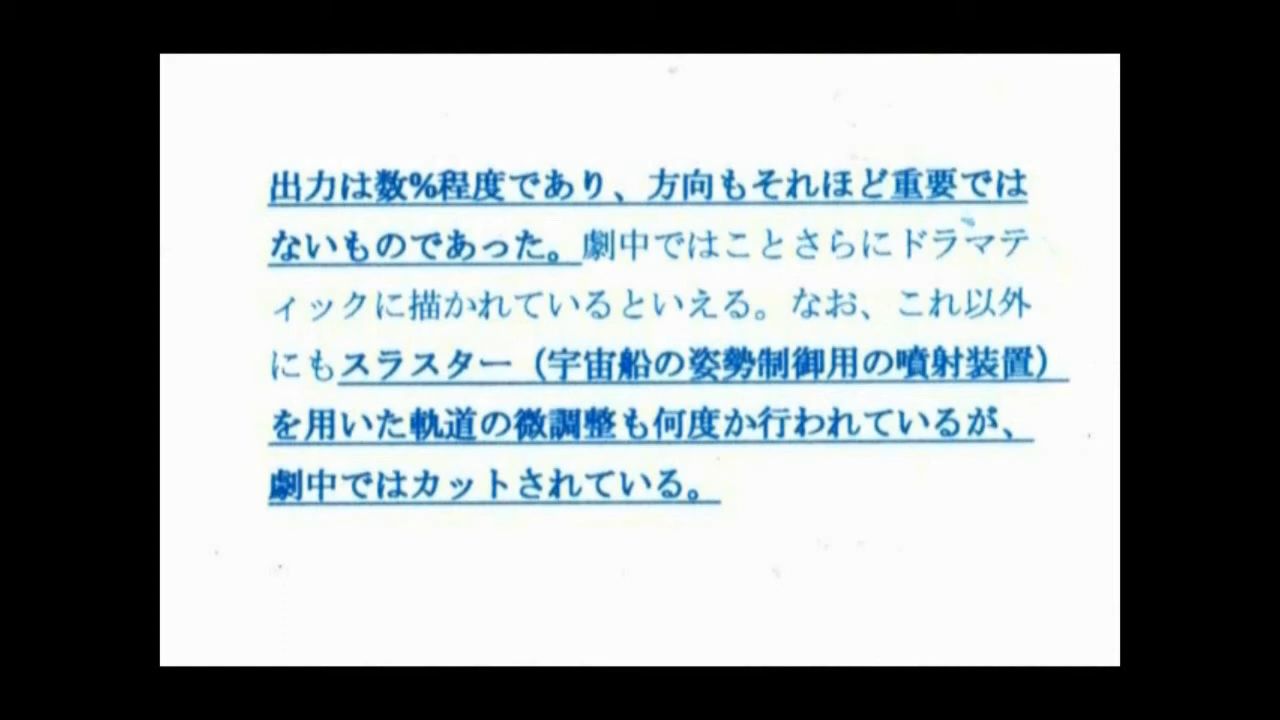 出力は数%程度であり、方向もそれほど重要では
ないものであった。劇中ではことさらにドラマテ
ィックに描かれているといえる。なお、これ以外
にもスラスター（宇宙船の姿勢制御用の噴射装置）
を用いた軌道の微調整も何度か行われているが、
劇中ではカットされている。